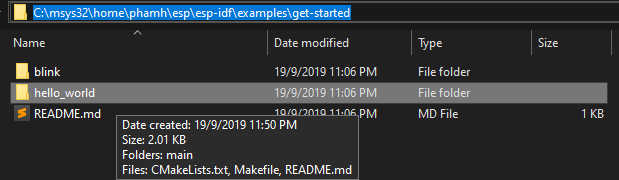 C:\msys32\home\phamh\esp\esp-idf\examples\get-started
Name Date modified Type Size
blink 19/9/2019 11:06 PM File folder
hello_world 19/9/2019 11:06 PM File folder
README.md 19/9/2019 11:06 PM MD File 1 KB
Date created: 19/9/2019 11:50 PM
Size: 2.01 KB
Folders: main
Files: CMakeLists.txt, Makefile, README.md